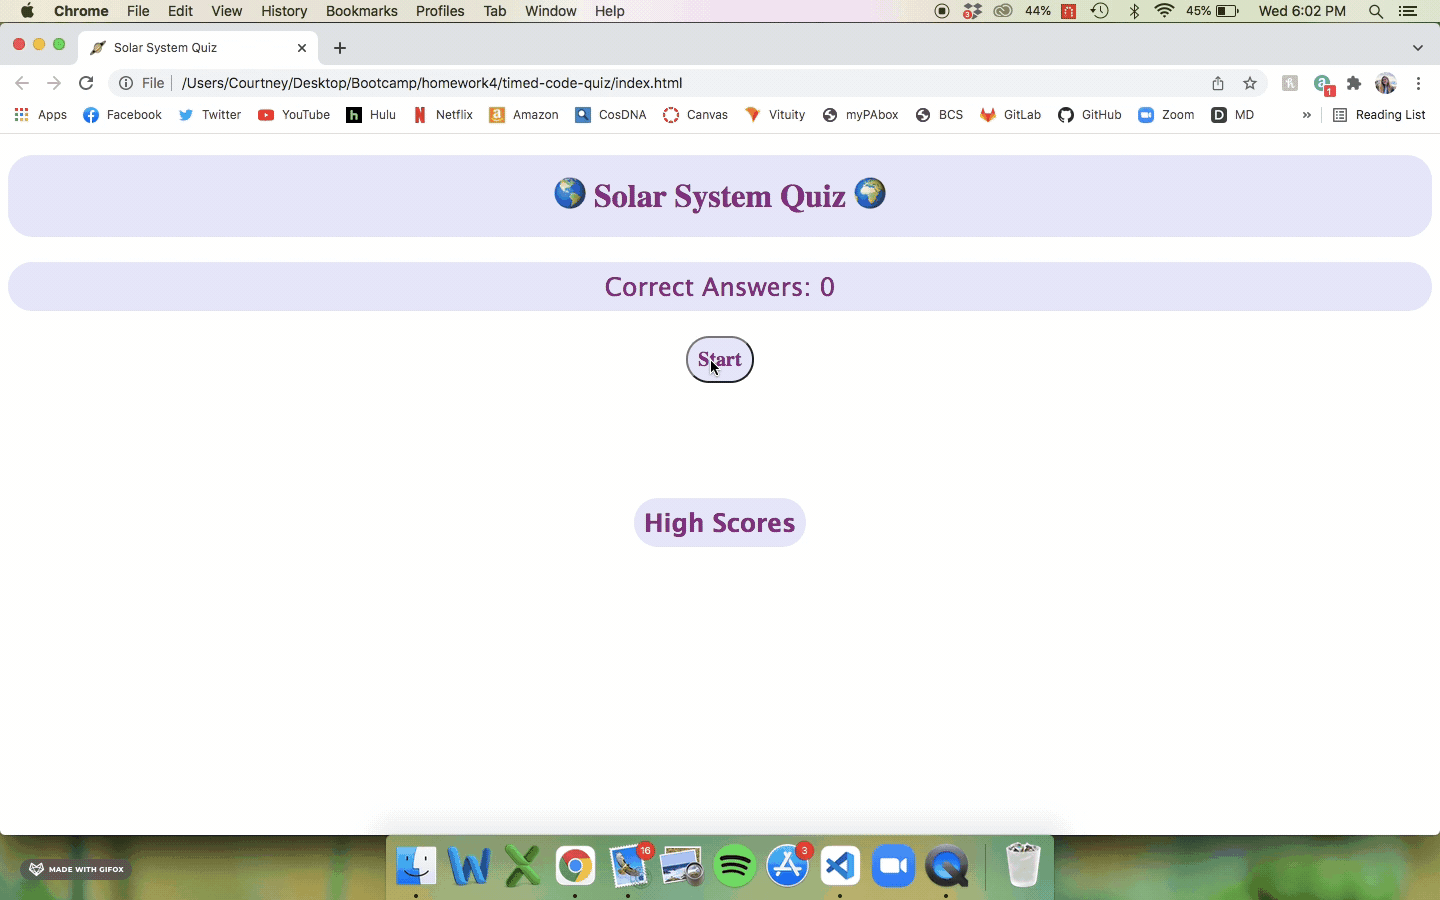 Chrome File Edit View History Bookmarks Profiles Tab Window Help 3 44% 45% Wed 6:02 PM
Solar System Quiz
File /Users/Courtney/Desktop/Bootcamp/homework4/timed-code-quiz/index.html 1
Apps Facebook Twitter YouTube h Hulu N Netflix a Amazon CosDNA Canvas Vituity myPAbox BCS GitLab GitHub Zoom D MD » Reading List
Solar System Quiz
Correct Answers: 0
Start
High Scores
16 3
MADE WITH GIFOX